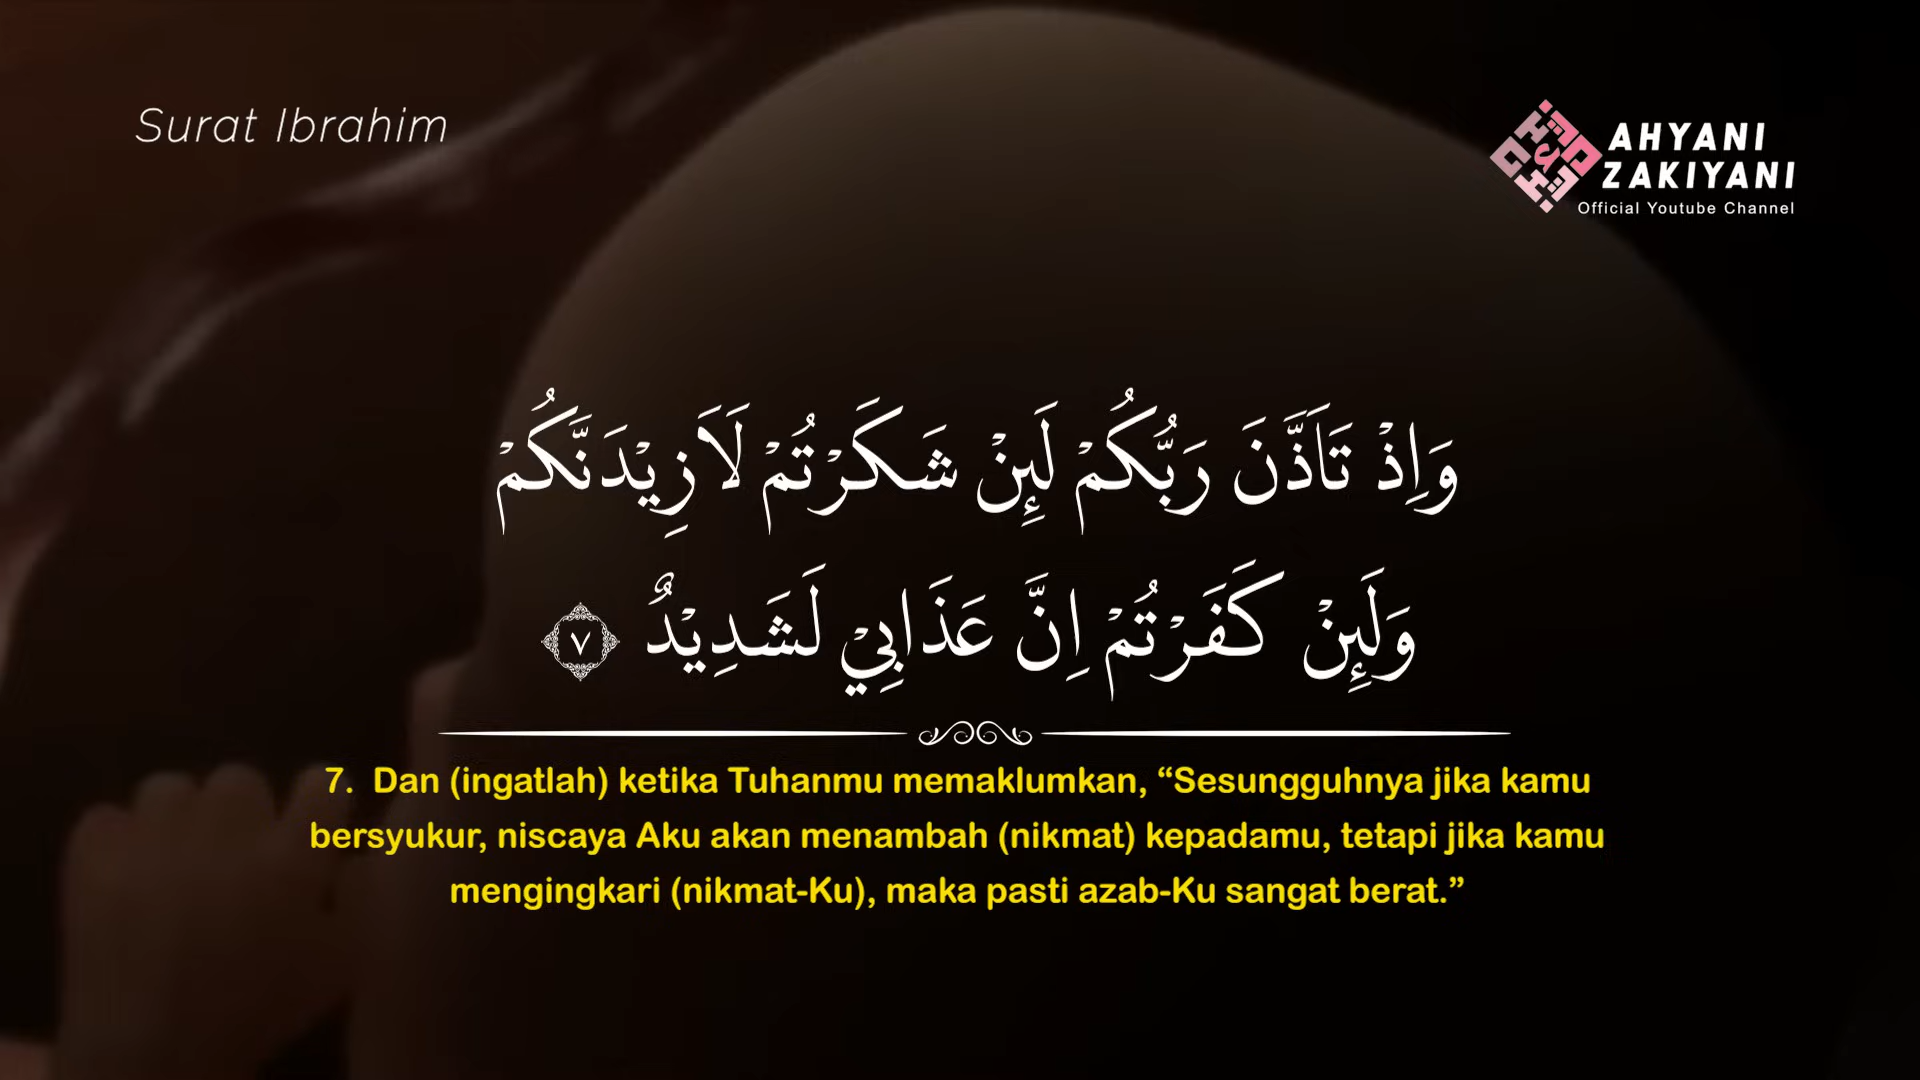 Surat Ibrahim
AHYANI
ZAKIYANI
Official Youtube Channel
وَاِذْ تَاَذَّنَ رَبُّكُمْ لَىِٕنْ شَكَرْتُمْ لَاَزِيْدَنَّكُمْ
وَلَىِٕنْ كَفَرْتُمْ اِنَّ عَذَابِيْ لَشَدِيْدٌ ٧
7. Dan (ingatlah) ketika Tuhanmu memaklumkan, “Sesungguhnya jika kamu
bersyukur, niscaya Aku akan menambah (nikmat) kepadamu, tetapi jika kamu
mengingkari (nikmat-Ku), maka pasti azab-Ku sangat berat.”